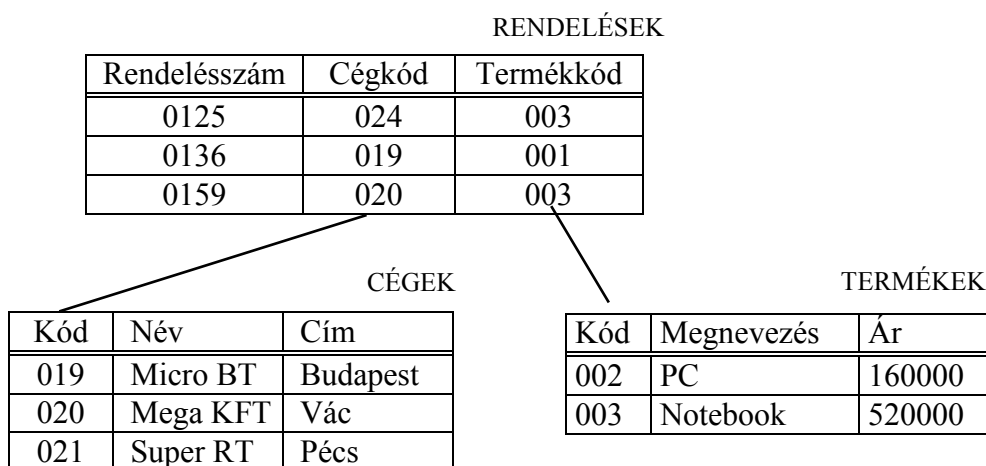 RENDELÉSEK
Rendelésszám Cégkód Termékkód
0125 024 003
0136 019 001
0159 020 003
CÉGEK
Kód Név Cím
019 Micro BT Budapest
020 Mega KFT Vác
021 Super RT Pécs
TERMÉKEK
Kód Megnevezés Ár
002 PC 160000
003 Notebook 520000